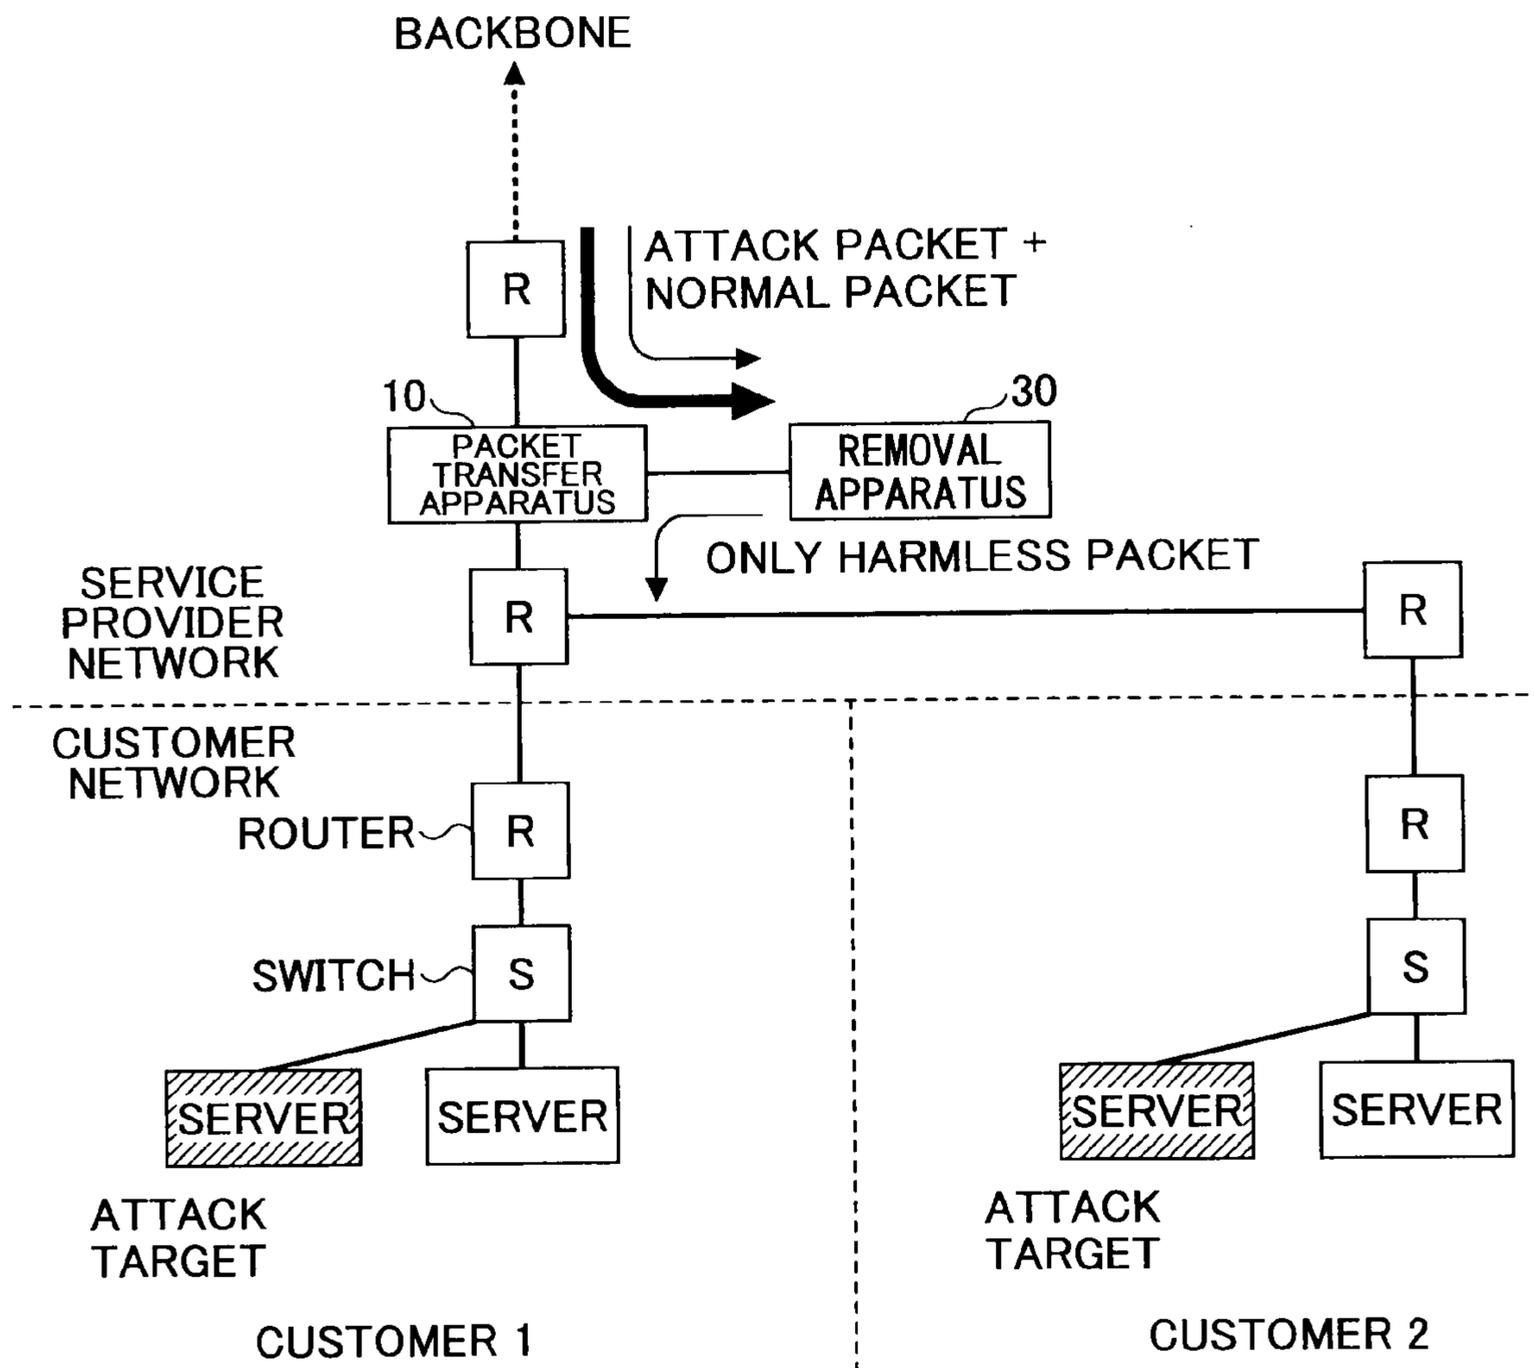 BACKBONE
ATTACK PACKET +
NORMAL PACKET
R
10
30
PACKET
TRANSFER
APPARATUS
REMOVAL
APPARATUS
ONLY HARMLESS PACKET
SERVICE
PROVIDER
NETWORK
R
R
CUSTOMER
NETWORK
ROUTER
R
R
SWITCH
S
S
SERVER
SERVER
SERVER
SERVER
ATTACK
TARGET
ATTACK
TARGET
CUSTOMER 1
CUSTOMER 2